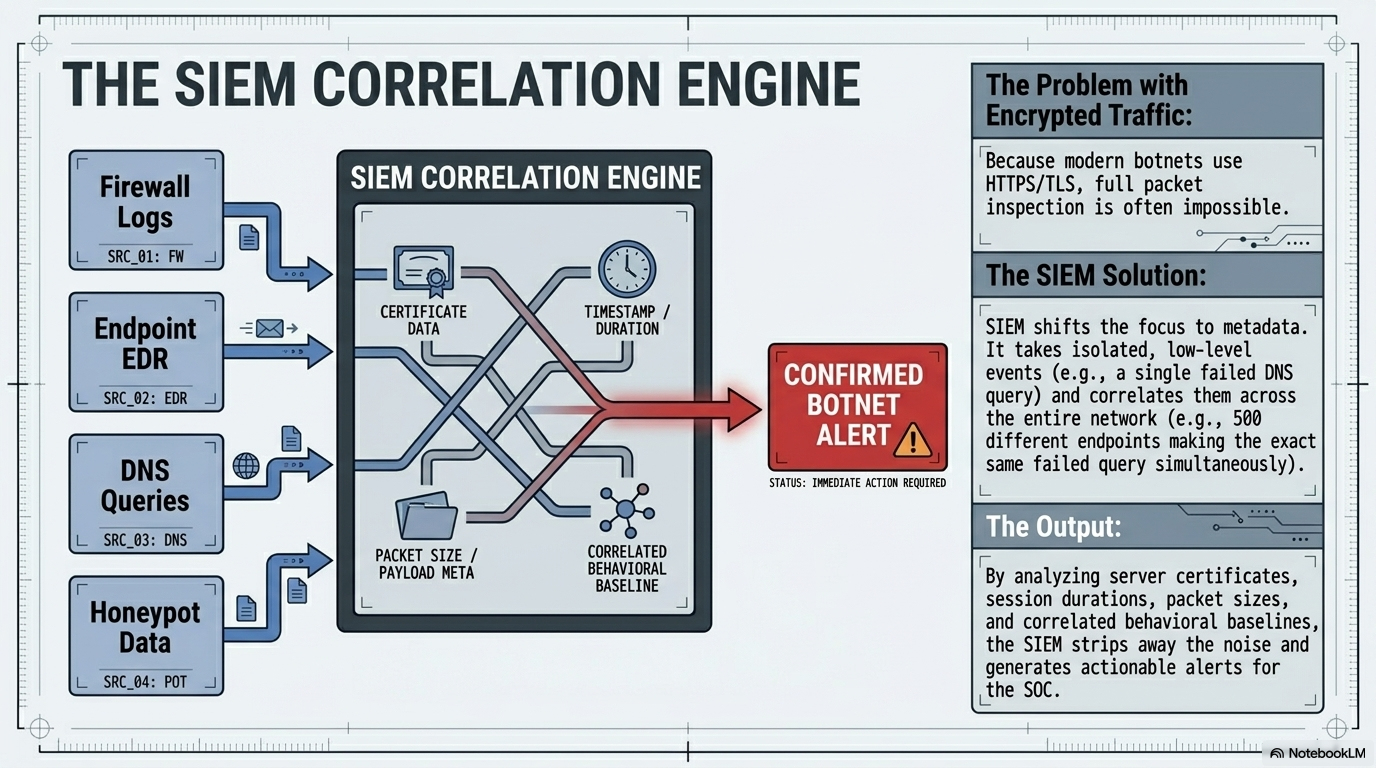 THE SIEM CORRELATION ENGINE
Firewall
Logs
SRC_01: FW
Endpoint
EDR
SRC_02: EDR
DNS
Queries
SRC_03: DNS
Honeypot
Data
SRC_04: POT
SIEM CORRELATION ENGINE
CERTIFICATE
DATA
TIMESTAMP /
DURATION
PACKET SIZE /
PAYLOAD META
CORRELATED
BEHAVIORAL
BASELINE
CONFIRMED
BOTNET
ALERT
STATUS: IMMEDIATE ACTION REQUIRED
The Problem with
Encrypted Traffic:
Because modern botnets use
HTTPS/TLS, full packet
inspection is often impossible.
The SIEM Solution:
SIEM shifts the focus to metadata.
It takes isolated, low-level
events (e.g., a single failed DNS
query) and correlates them across
the entire network (e.g., 500
different endpoints making the exact
same failed query simultaneously).
The Output:
By analyzing server certificates,
session durations, packet sizes,
and correlated behavioral baselines,
the SIEM strips away the noise and
generates actionable alerts for
the SOC.
NotebookLM